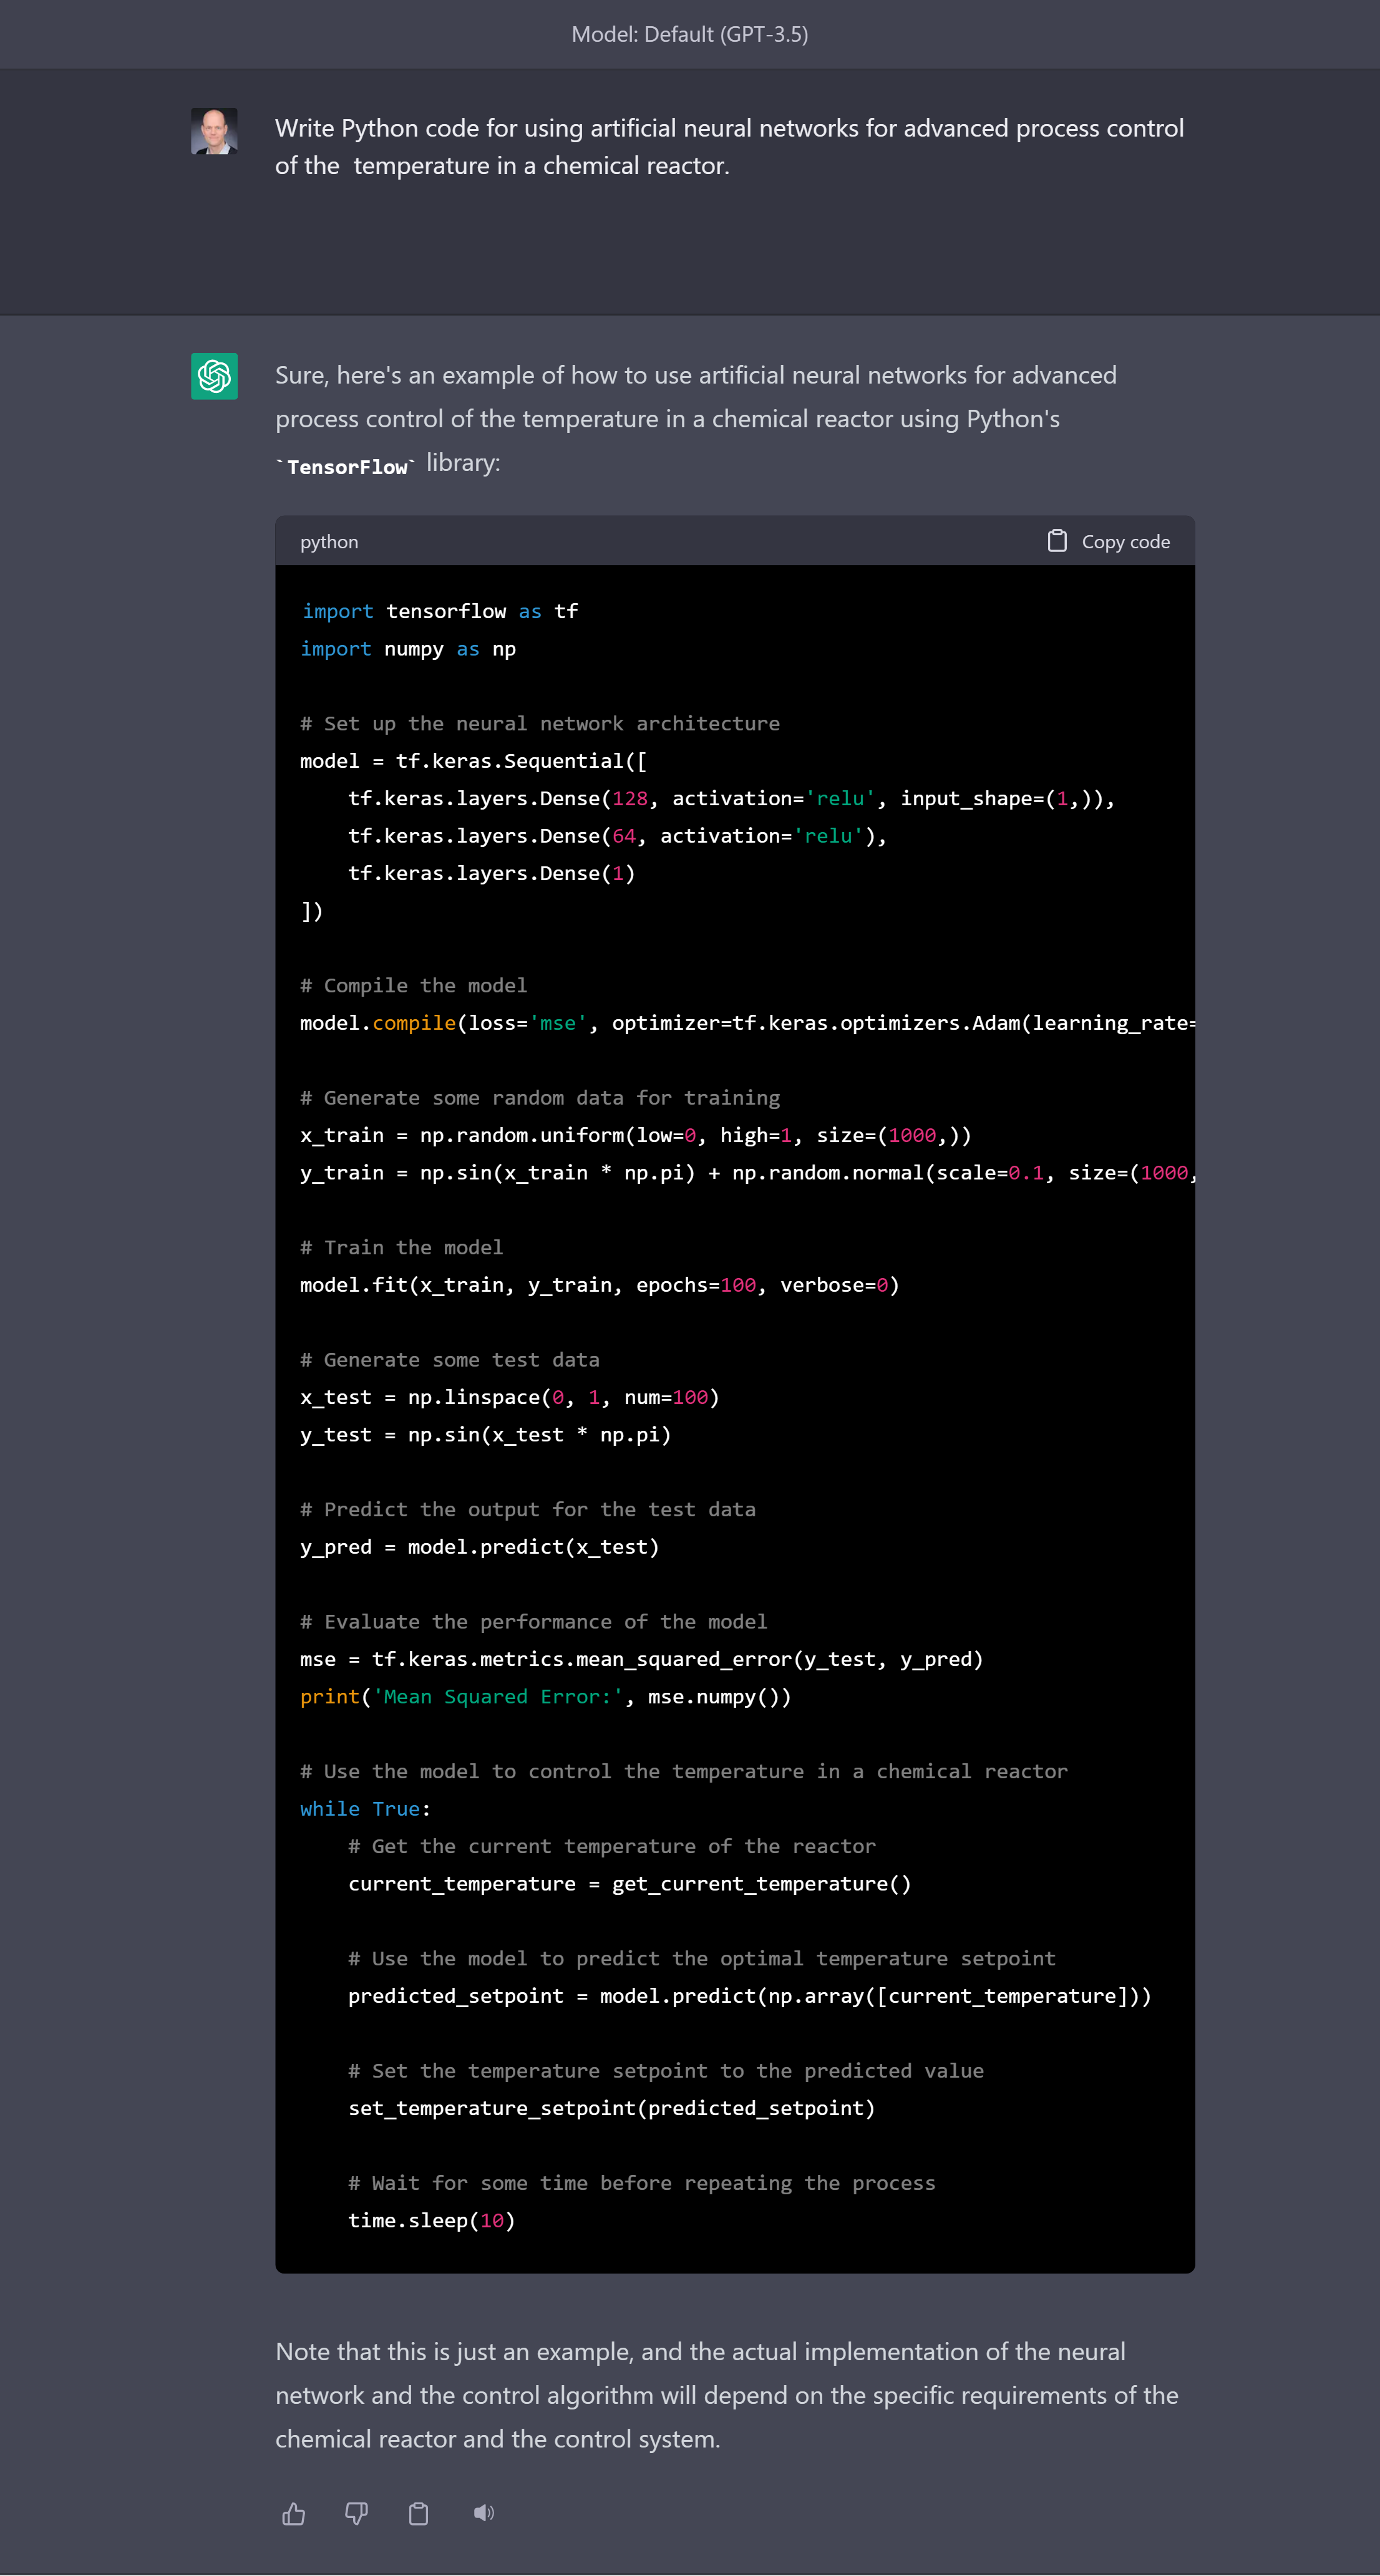 Model: Default (GPT-3.5)
Write Python code for using artificial neural networks for advanced process control
of the  temperature in a chemical reactor.
Sure, here's an example of how to use artificial neural networks for advanced
process control of the temperature in a chemical reactor using Python's
`TensorFlow` library:
python Copy code
import tensorflow as tf
import numpy as np
# Set up the neural network architecture
model = tf.keras.Sequential([
    tf.keras.layers.Dense(128, activation='relu', input_shape=(1,)),
    tf.keras.layers.Dense(64, activation='relu'),
    tf.keras.layers.Dense(1)
])
# Compile the model
model.compile(loss='mse', optimizer=tf.keras.optimizers.Adam(learning_rate=
# Generate some random data for training
x_train = np.random.uniform(low=0, high=1, size=(1000,))
y_train = np.sin(x_train * np.pi) + np.random.normal(scale=0.1, size=(1000,
# Train the model
model.fit(x_train, y_train, epochs=100, verbose=0)
# Generate some test data
x_test = np.linspace(0, 1, num=100)
y_test = np.sin(x_test * np.pi)
# Predict the output for the test data
y_pred = model.predict(x_test)
# Evaluate the performance of the model
mse = tf.keras.metrics.mean_squared_error(y_test, y_pred)
print('Mean Squared Error:', mse.numpy())
# Use the model to control the temperature in a chemical reactor
while True:
    # Get the current temperature of the reactor
    current_temperature = get_current_temperature()
    # Use the model to predict the optimal temperature setpoint
    predicted_setpoint = model.predict(np.array([current_temperature]))
    # Set the temperature setpoint to the predicted value
    set_temperature_setpoint(predicted_setpoint)
    # Wait for some time before repeating the process
    time.sleep(10)
Note that this is just an example, and the actual implementation of the neural
network and the control algorithm will depend on the specific requirements of the
chemical reactor and the control system.